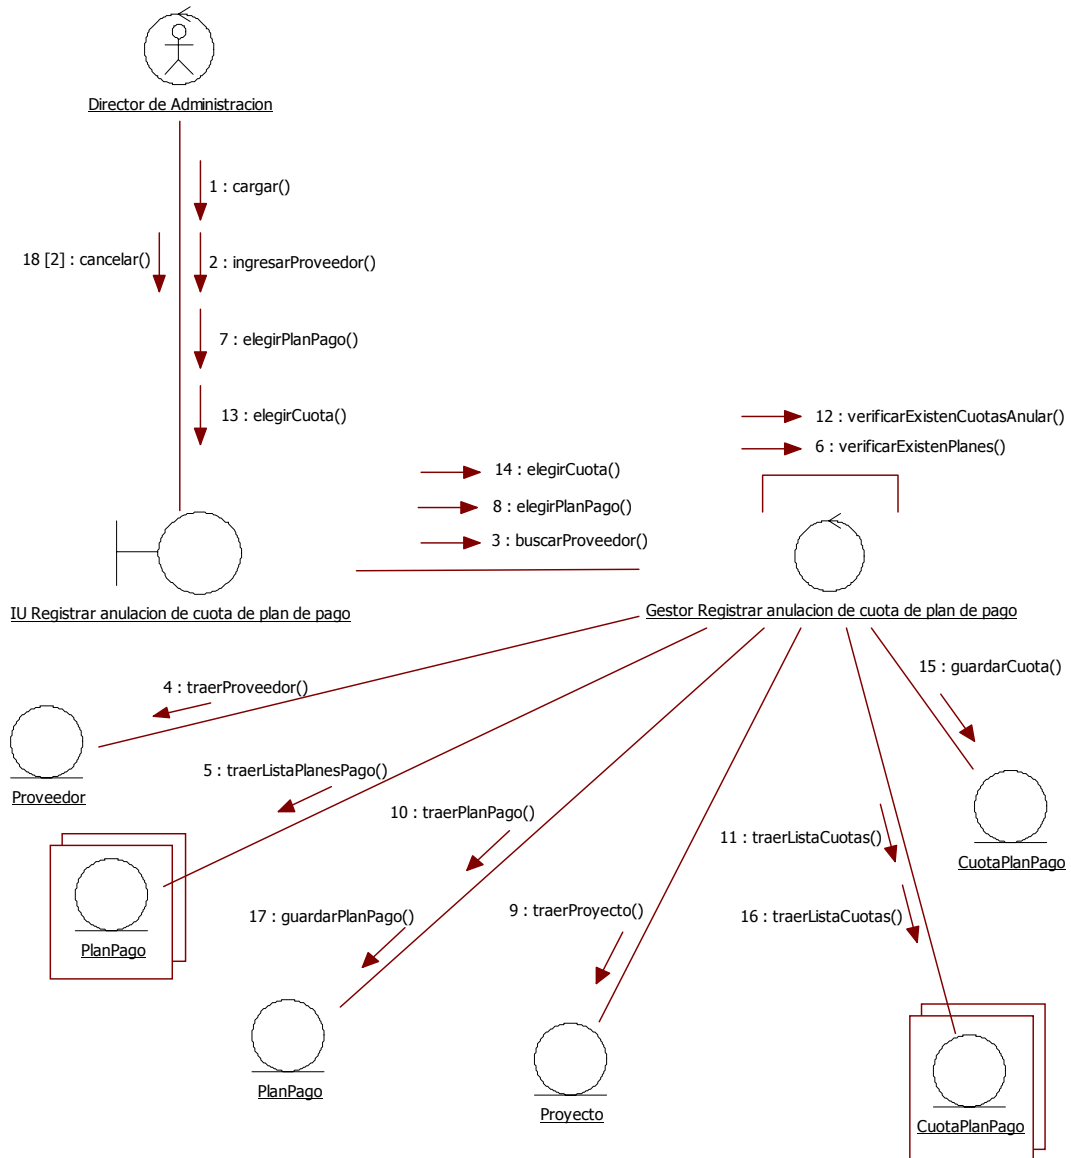 Director de Administracion
1 : cargar()
18 [2] : cancelar()
2 : ingresarProveedor()
7 : elegirPlanPago()
13 : elegirCuota()
12 : verificarExistenCuotasAnular()
6 : verificarExistenPlanes()
14 : elegirCuota()
8 : elegirPlanPago()
3 : buscarProveedor()
IU Registrar anulacion de cuota de plan de pago
Gestor Registrar anulacion de cuota de plan de pago
15 : guardarCuota()
4 : traerProveedor()
5 : traerListaPlanesPago()
Proveedor
10 : traerPlanPago()
11 : traerListaCuotas()
CuotaPlanPago
17 : guardarPlanPago()
9 : traerProyecto()
16 : traerListaCuotas()
PlanPago
PlanPago
Proyecto
CuotaPlanPago